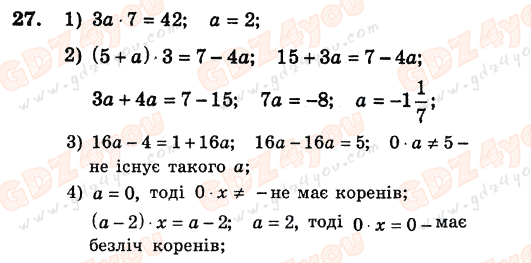 27. 1) 3a · 7 = 42; a = 2;
2) (5 + a) · 3 = 7 – 4a; 15 + 3a = 7 – 4a;
3a + 4a = 7 – 15; 7a = –8; a = –1 1/7;
3) 16a – 4 = 1 + 16a; 16a – 16a = 5; 0 · a ≠ 5 –
не існує такого a;
4) a = 0, тоді 0 · x ≠ – не має коренів;
(a – 2) · x = a – 2; a = 2, тоді 0 · x = 0 – має
безліч коренів;